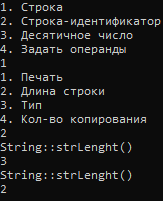 1. Строка
2. Строка-идентификатор
3. Десятичное число
4. Задать операнды
1
1. Печать
2. Длина строки
3. Тип
4. Кол-во копирования
2
String::strLenght()
3
String::strLenght()
2